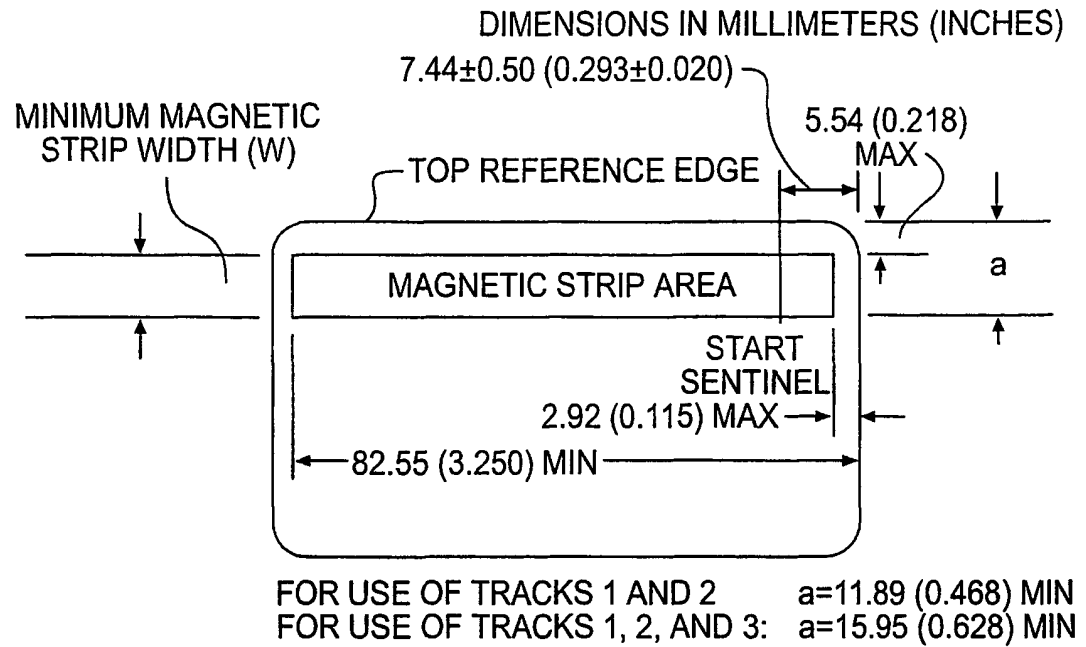 DIMENSIONS IN MILLIMETERS (INCHES)
7.44±0.50 (0.293±0.020)
MINIMUM MAGNETIC
STRIP WIDTH (W)
5.54 (0.218)
MAX
TOP REFERENCE EDGE
a
MAGNETIC STRIP AREA
START
SENTINEL
2.92 (0.115) MAX
82.55 (3.250) MIN
FOR USE OF TRACKS 1 AND 2 a=11.89 (0.468) MIN
FOR USE OF TRACKS 1, 2, AND 3: a=15.95 (0.628) MIN